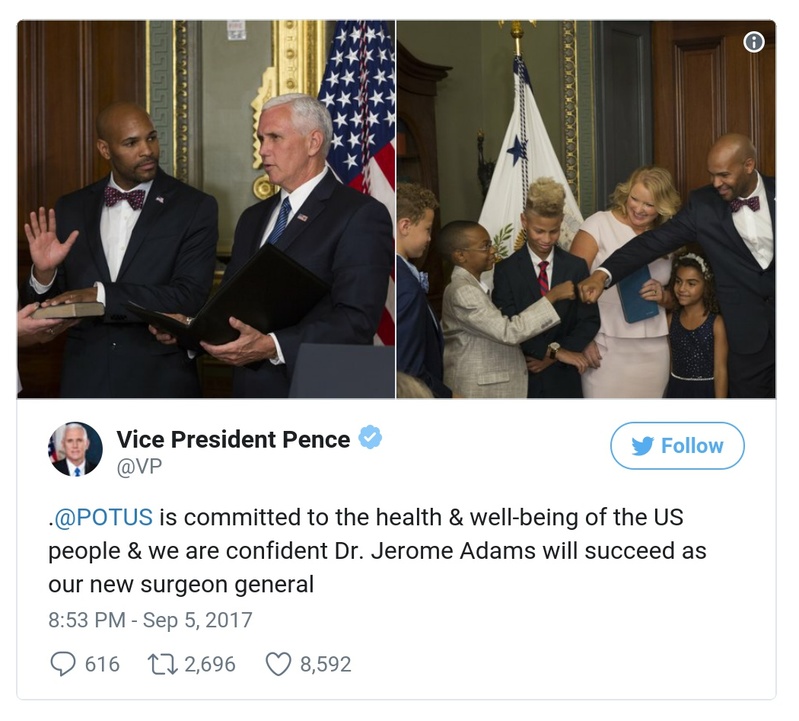 Vice President Pence
@VP
Follow
.@POTUS is committed to the health & well-being of the US
people & we are confident Dr. Jerome Adams will succeed as
our new surgeon general
8:53 PM - Sep 5, 2017
616 2,696 8,592